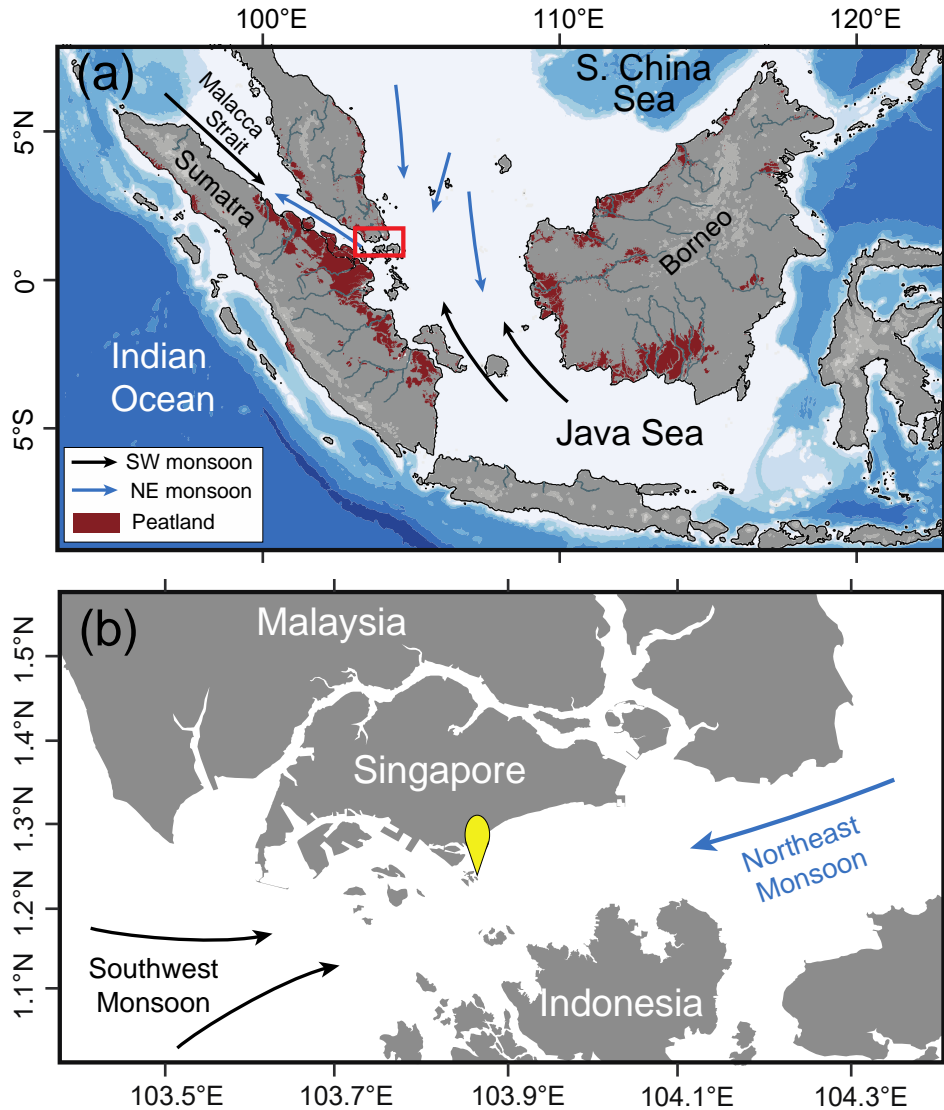 100°E
110°E
120°E
(a)
Malacca
Strait
S. China
Sea
5°N
Sumatra
Borneo
0°
Indian
Ocean
5°S
Java Sea
SW monsoon
NE monsoon
Peatland
(b)
Malaysia
1.5°N
1.4°N
Singapore
1.3°N
Northeast
Monsoon
1.2°N
Southwest
Monsoon
1.1°N
Indonesia
103.5°E
103.7°E
103.9°E
104.1°E
104.3°E